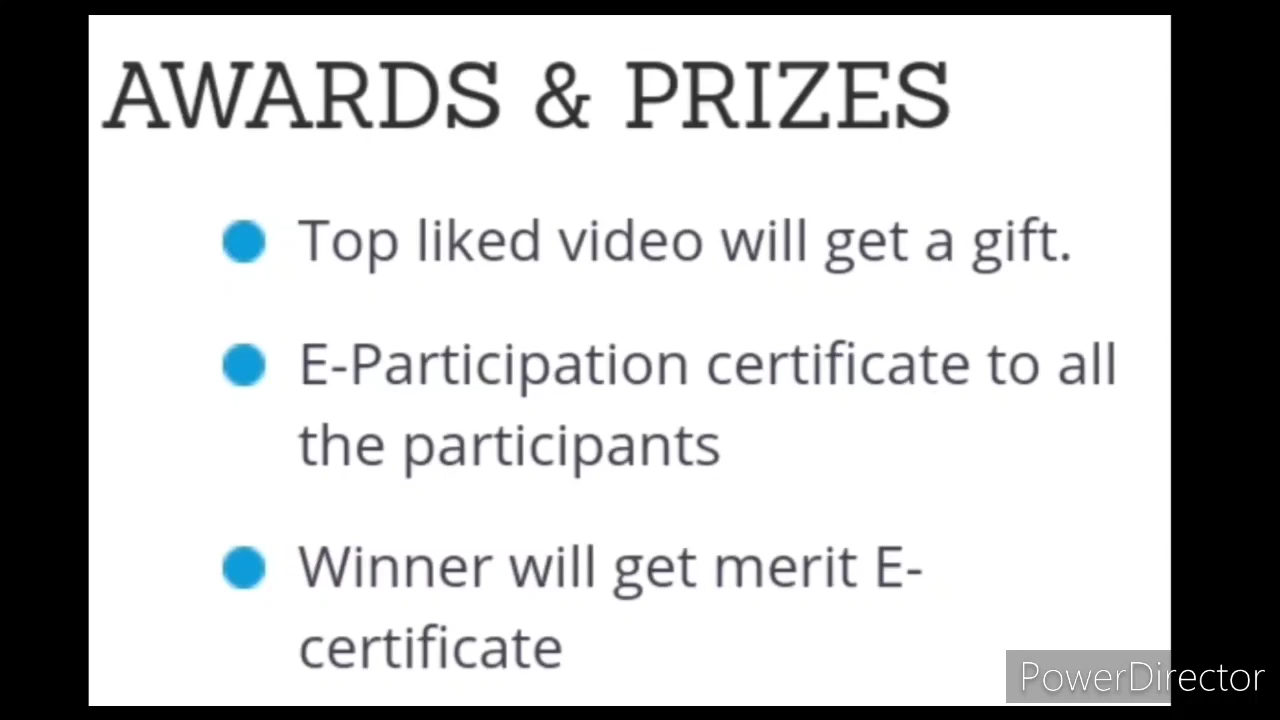 AWARDS & PRIZES
Top liked video will get a gift.
E-Participation certificate to all
the participants
Winner will get merit E-
certificate
PowerDirector